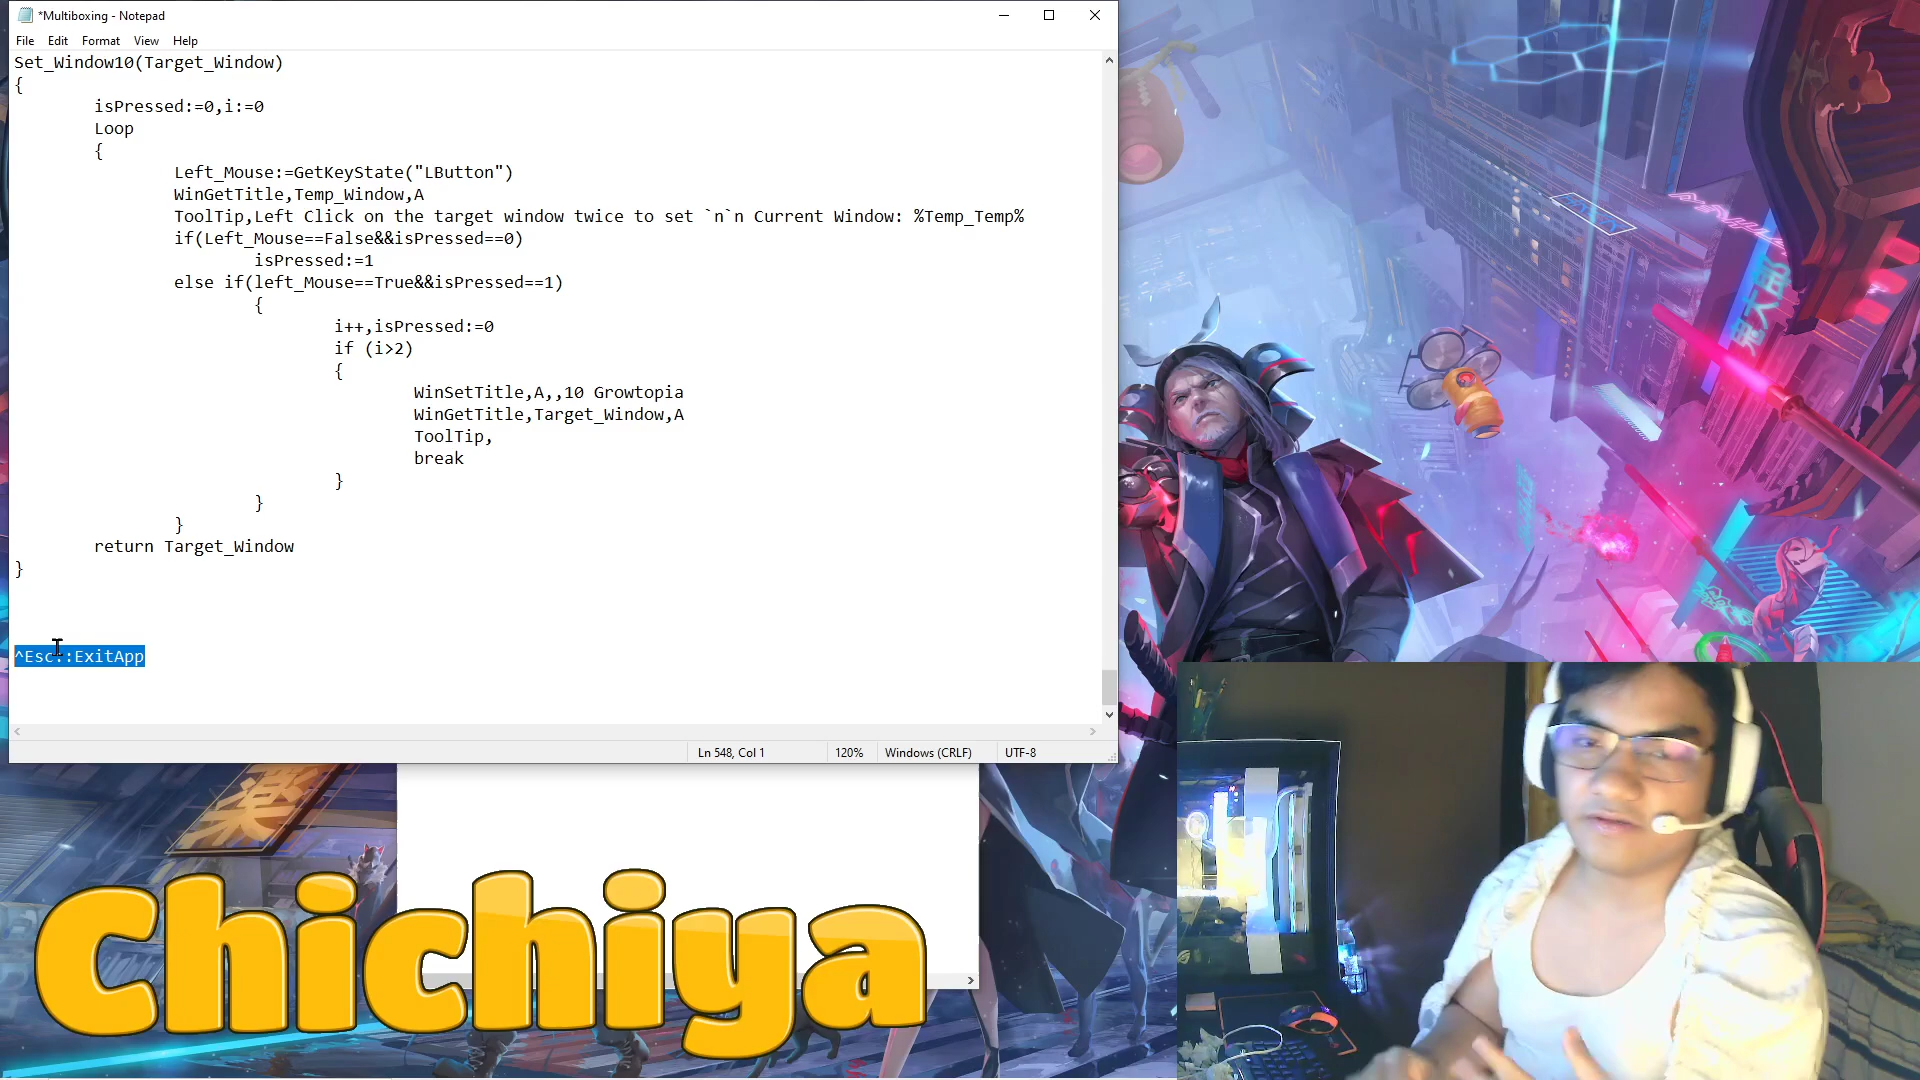 *Multiboxing - Notepad
File Edit Format View Help
Set_Window10(Target_Window)
{
isPressed:=0,i:=0
Loop
{
Left_Mouse:=GetKeyState("LButton")
WinGetTitle,Temp_Window,A
ToolTip,Left Click on the target window twice to set `n`n Current Window: %Temp_Temp%
if(Left_Mouse==False&&isPressed==0)
isPressed:=1
else if(left_Mouse==True&&isPressed==1)
{
i++,isPressed:=0
if (i>2)
{
WinSetTitle,A,,10 Growtopia
WinGetTitle,Target_Window,A
ToolTip,
break
}
}
}
return Target_Window
}
^Esc::ExitApp
Ln 548, Col 1 120% Windows (CRLF) UTF-8
Chichiya